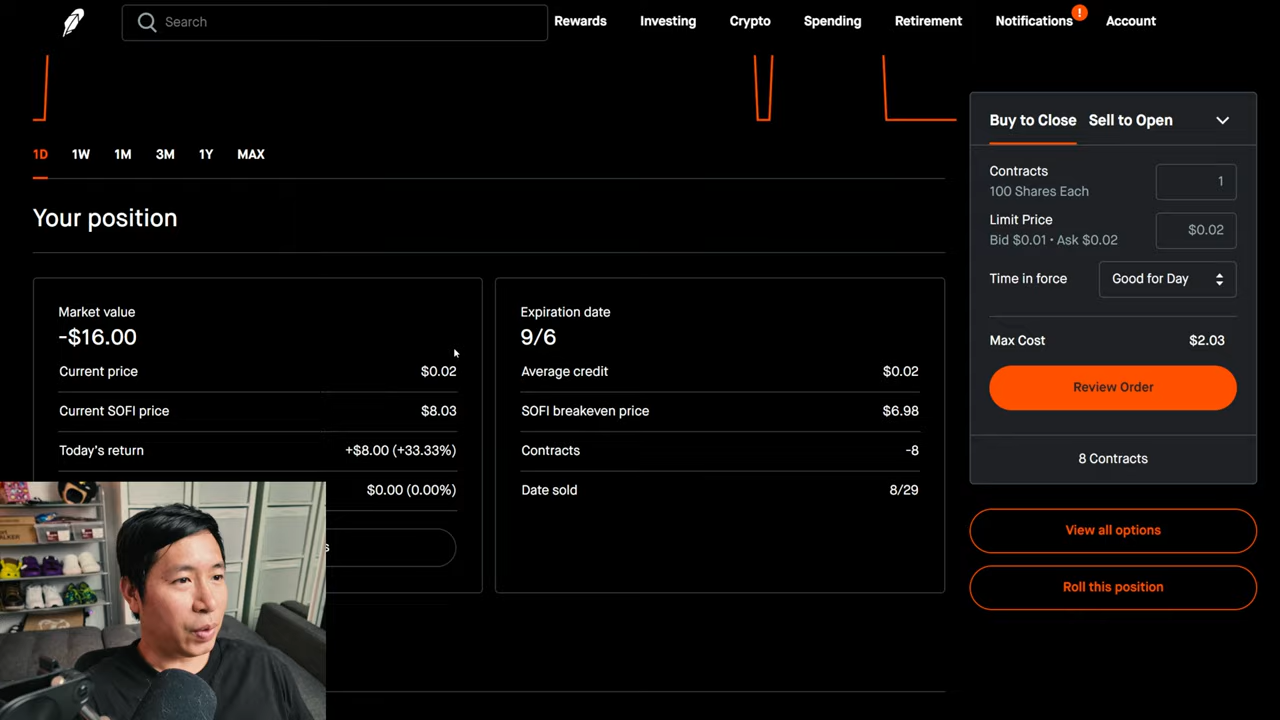 Search
Rewards
Investing
Crypto
Spending
Retirement
Notifications
!
Account
1D
1W
1M
3M
1Y
MAX
Your position
Market value
-$16.00
Current price
$0.02
Current SOFI price
$8.03
Today's return
+$8.00 (+33.33%)
$0.00 (0.00%)
Expiration date
9/6
Average credit
$0.02
SOFI breakeven price
$6.98
Contracts
-8
Date sold
8/29
Buy to Close
Sell to Open
Contracts
100 Shares Each
1
Limit Price
Bid $0.01 • Ask $0.02
$0.02
Time in force
Good for Day
Max Cost
$2.03
Review Order
8 Contracts
View all options
Roll this position